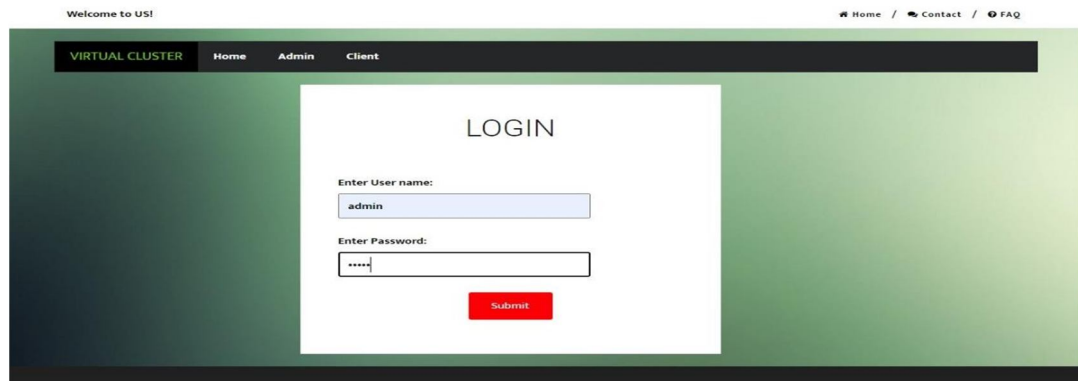 Welcome to US! Home / Contact / FAQ
VIRTUAL CLUSTER Home Admin Client
LOGIN
Enter User name:
admin
Enter Password:
•••••
Submit